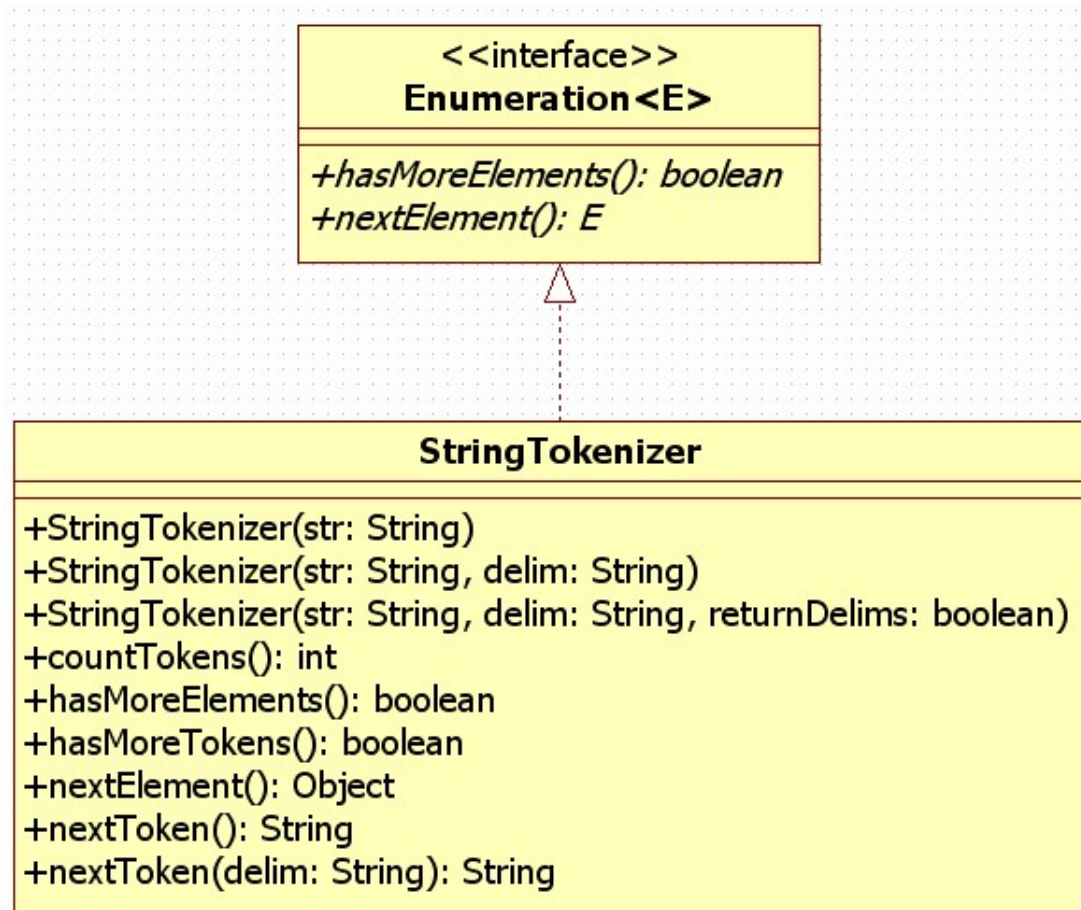 <<interface>>
Enumeration<E>
+hasMoreElements(): boolean
+nextElement(): E
StringTokenizer
+StringTokenizer(str: String)
+StringTokenizer(str: String, delim: String)
+StringTokenizer(str: String, delim: String, returnDelims: boolean)
+countTokens(): int
+hasMoreElements(): boolean
+hasMoreTokens(): boolean
+nextElement(): Object
+nextToken(): String
+nextToken(delim: String): String